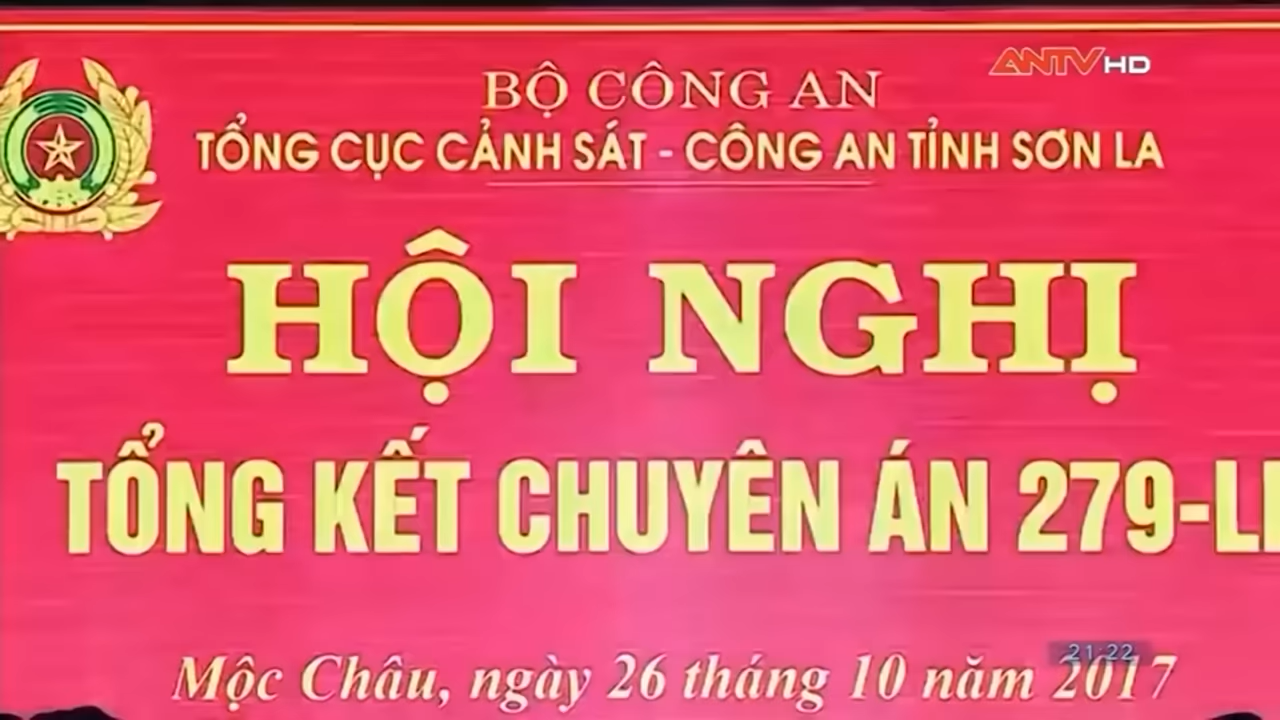 ANTV HD
BỘ CÔNG AN
TỔNG CỤC CẢNH SÁT - CÔNG AN TỈNH SƠN LA
HỘI NGHỊ
TỔNG KẾT CHUYÊN ÁN 279-L
21:22
Mộc Châu, ngày 26 tháng 10 năm 2017